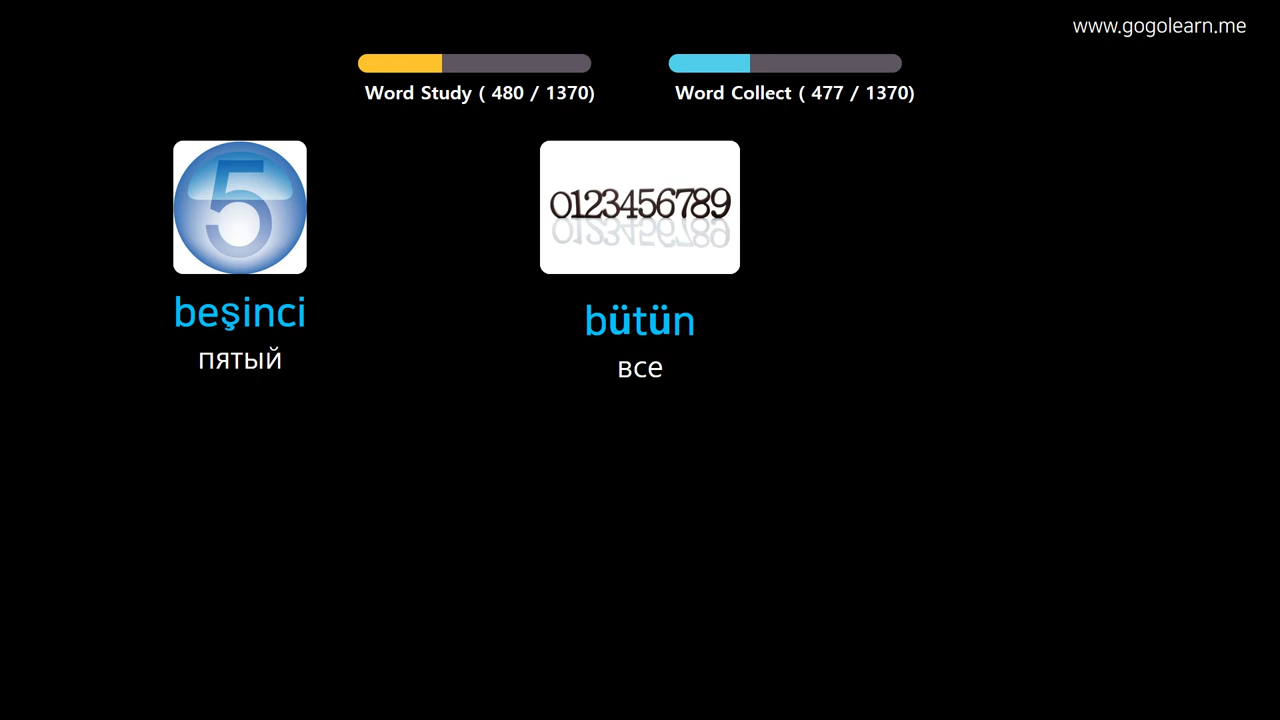 www.gogolearn.me
Word Study ( 480 / 1370)
Word Collect ( 477 / 1370)
5
0123456789
beşinci
bütün
пятый
все